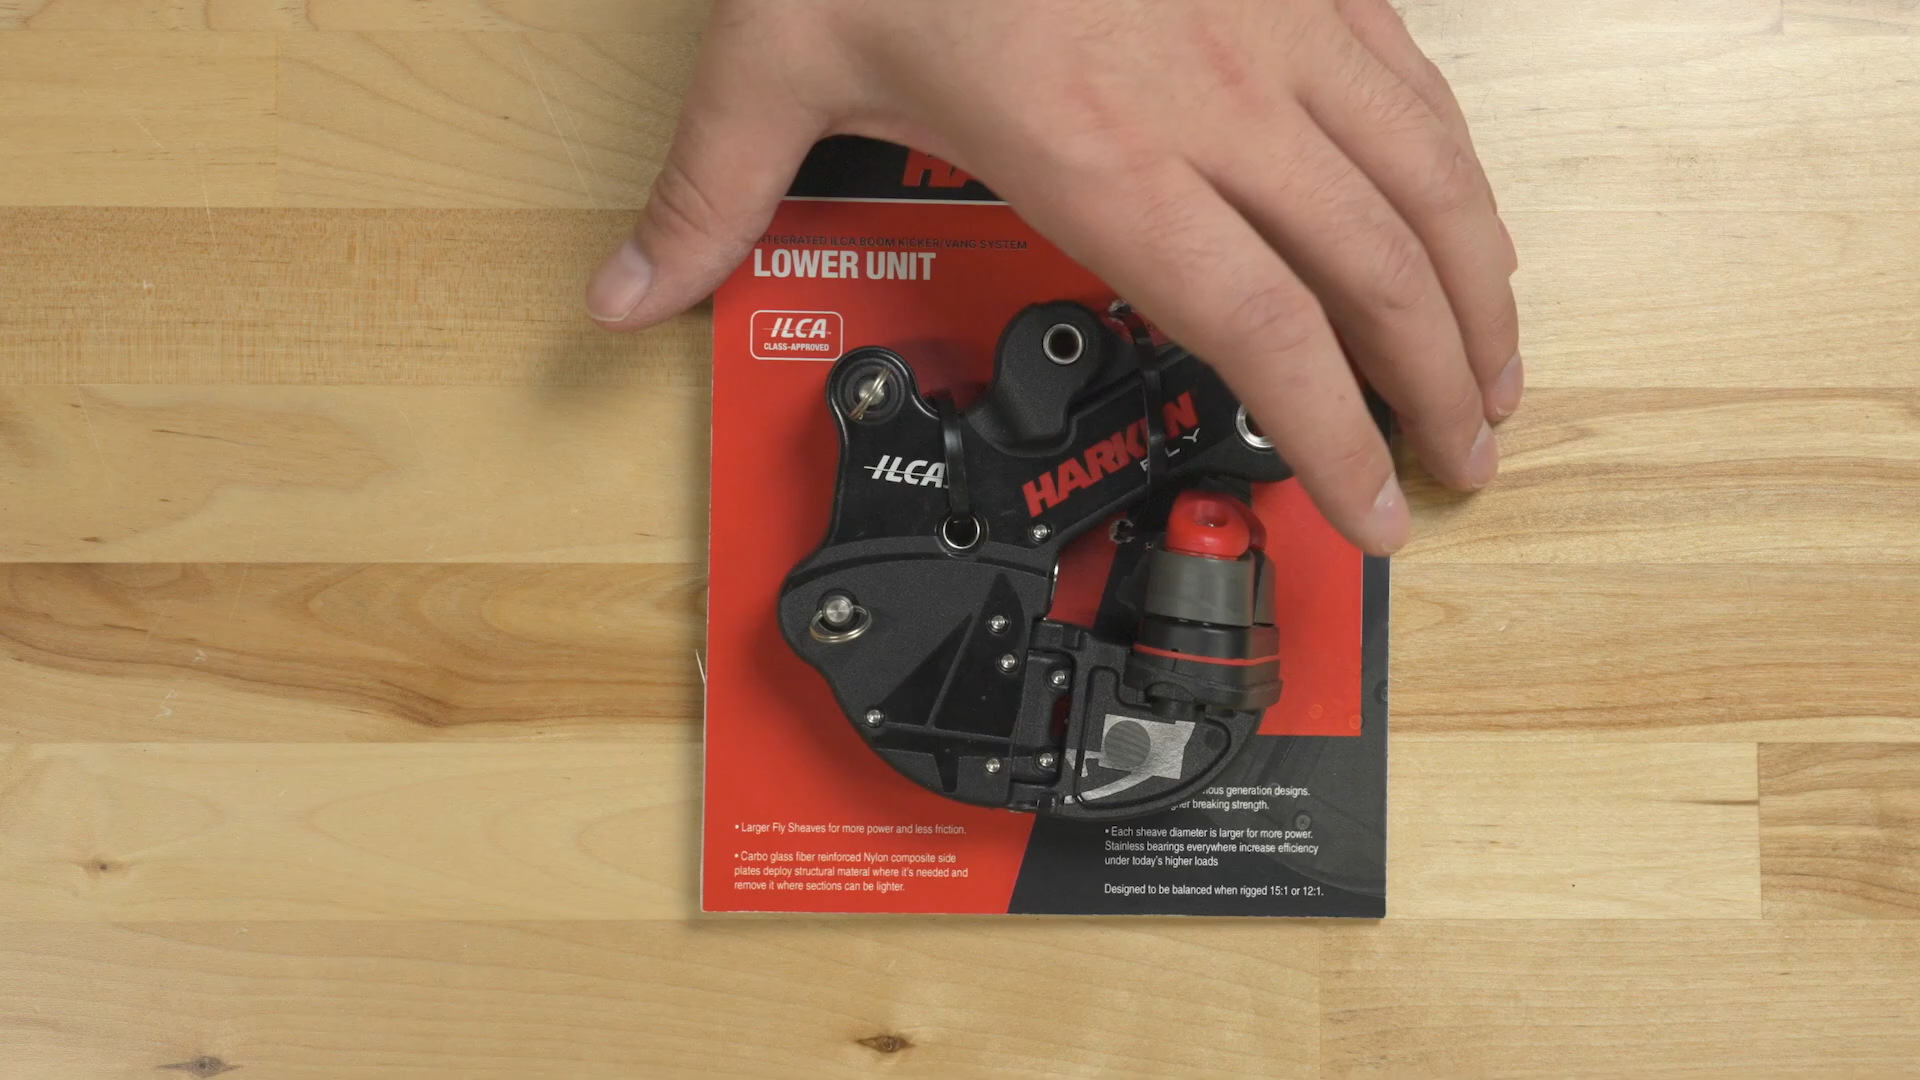 INTEGRATED ILCA BOOM KICKER/VANG SYSTEM
LOWER UNIT
ILCA
CLASS-APPROVED
ILCA
HARKEN
generation designs.
breaking strength.
• Larger Fly Sheaves for more power and less friction.
• Carbo glass fiber reinforced Nylon composite side
plates deploy structural materal where it's needed and
remove it where sections can be lighter.
• Each sheave diameter is larger for more power.
Stainless bearings everywhere increase efficiency
under today's higher loads
Designed to be balanced when rigged 15:1 or 12:1.